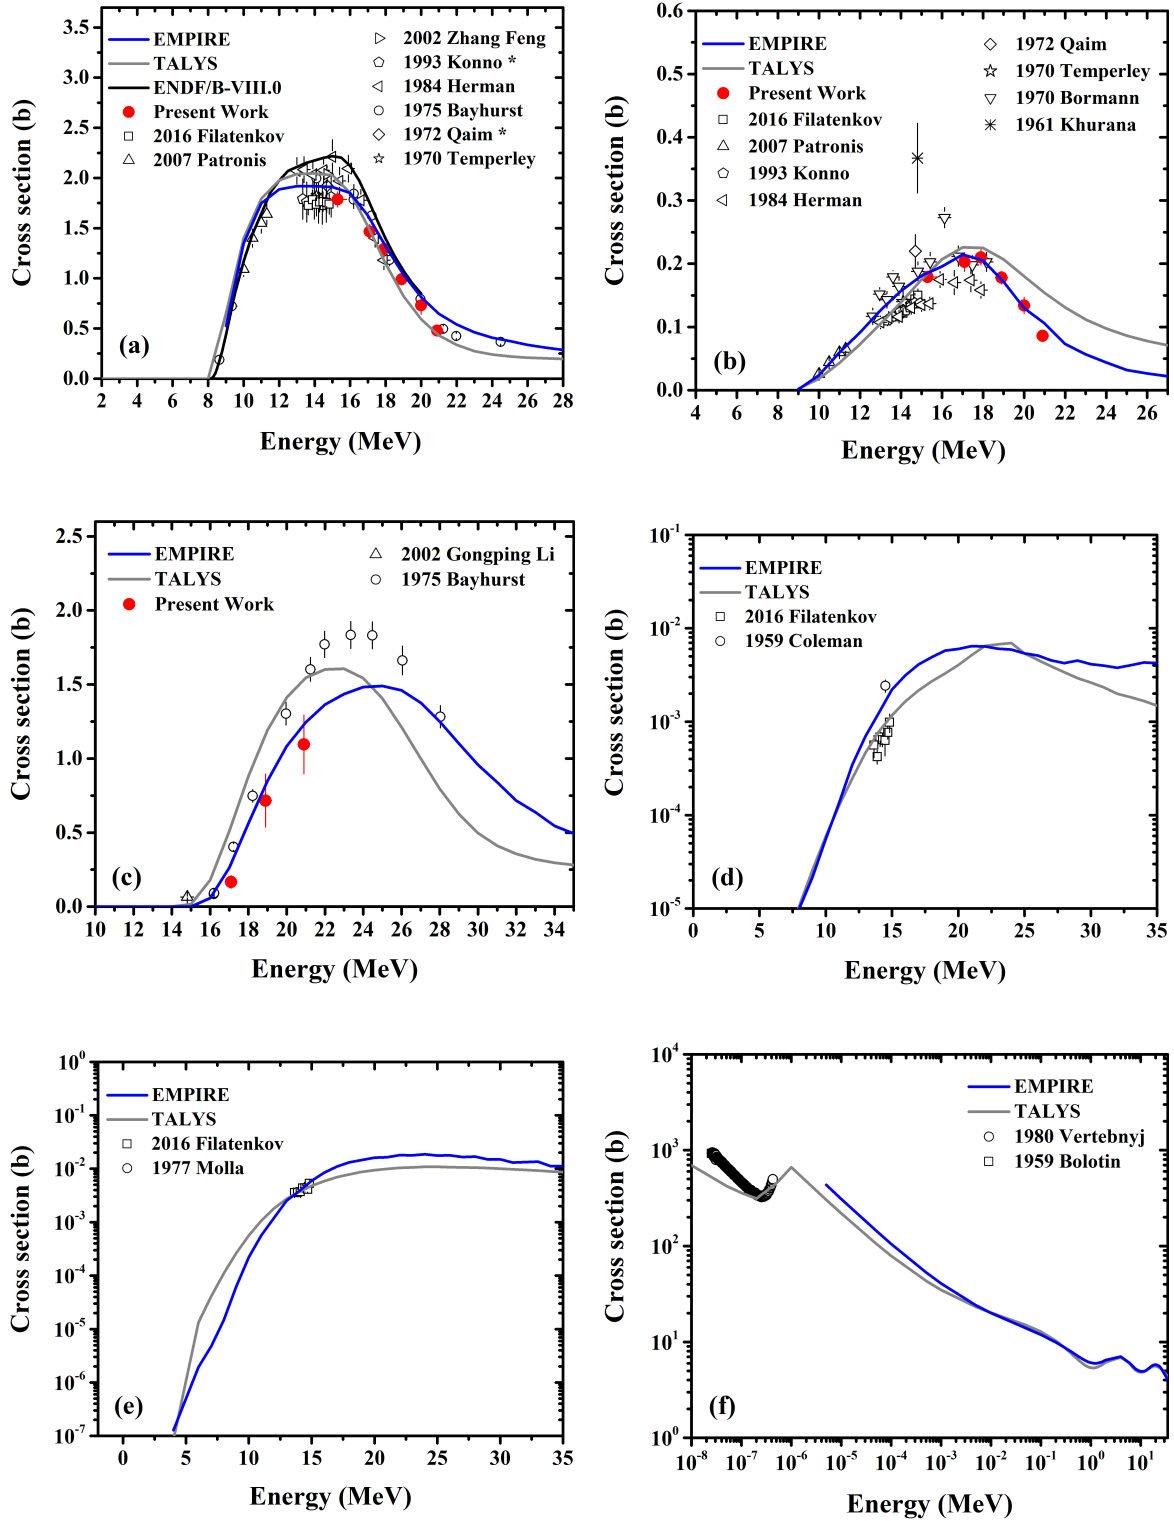 3.5
3.0
2.5
2.0
1.5
1.0
0.5
0.0
Cross section (b)
EMPIRE
TALYS
ENDF/B-VIII.0
Present Work
2016 Filatenkov
2007 Patronis
2002 Zhang Feng
1993 Konno *
1984 Herman
1975 Bayhurst
1972 Qaim *
1970 Temperley
(a)
2 4 6 8 10 12 14 16 18 20 22 24 26 28
Energy (MeV)
0.6
0.5
0.4
0.3
0.2
0.1
0.0
Cross section (b)
EMPIRE
TALYS
Present Work
2016 Filatenkov
2007 Patronis
1993 Konno
1984 Herman
1972 Qaim
1970 Temperley
1970 Bormann
1961 Khurana
(b)
4 6 8 10 12 14 16 18 20 22 24 26
Energy (MeV)
2.5
2.0
1.5
1.0
0.5
0.0
Cross section (b)
EMPIRE
TALYS
Present Work
2002 Gongping Li
1975 Bayhurst
(c)
10 12 14 16 18 20 22 24 26 28 30 32 34
Energy (MeV)
10⁻¹
10⁻²
10⁻³
10⁻⁴
10⁻⁵
Cross section (b)
EMPIRE
TALYS
2016 Filatenkov
1959 Coleman
(d)
0 5 10 15 20 25 30 35
Energy (MeV)
10⁰
10⁻¹
10⁻²
10⁻³
10⁻⁴
10⁻⁵
10⁻⁶
10⁻⁷
Cross section (b)
EMPIRE
TALYS
2016 Filatenkov
1977 Molla
(e)
0 5 10 15 20 25 30 35
Energy (MeV)
10⁴
10³
10²
10¹
10⁰
Cross section (b)
EMPIRE
TALYS
1980 Vertebnyj
1959 Bolotin
(f)
10⁻⁸ 10⁻⁷ 10⁻⁶ 10⁻⁵ 10⁻⁴ 10⁻³ 10⁻² 10⁻¹ 10⁰ 10¹
Energy (MeV)